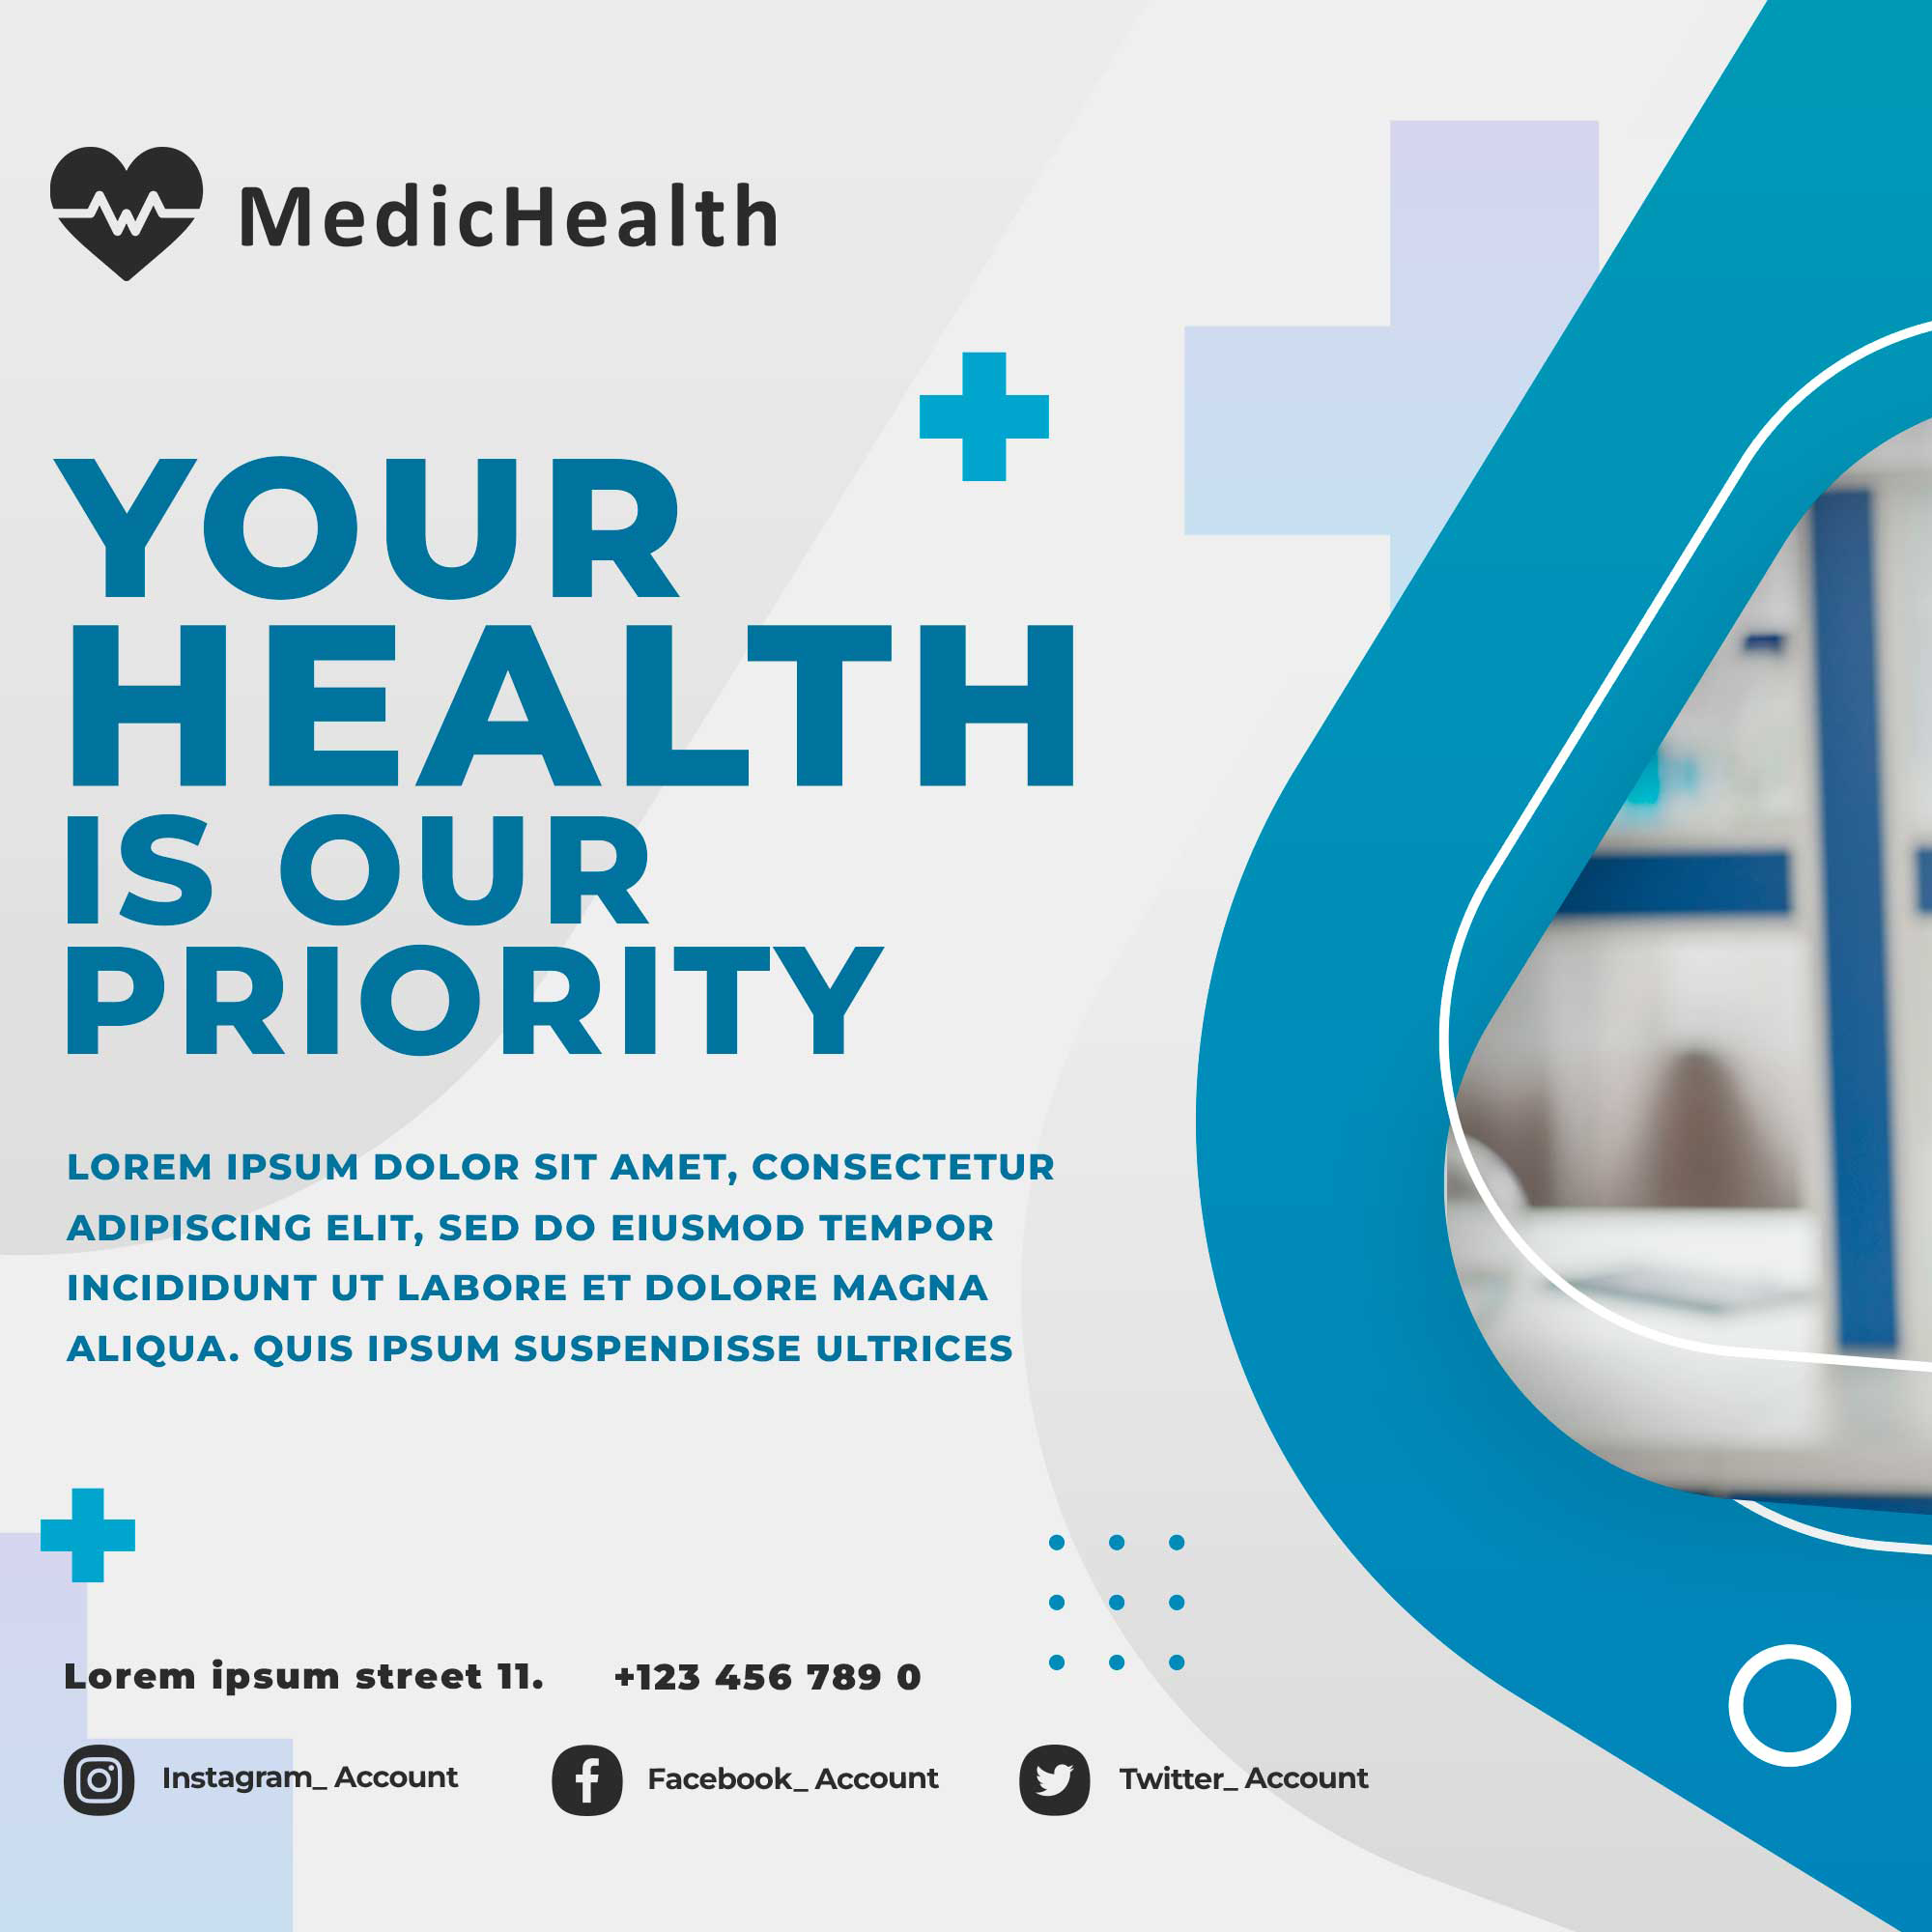 MedicHealth
YOUR
HEALTH
IS OUR
PRIORITY
LOREM IPSUM DOLOR SIT AMET, CONSECTETUR
ADIPISCING ELIT, SED DO EIUSMOD TEMPOR
INCIDIDUNT UT LABORE ET DOLORE MAGNA
ALIQUA. QUIS IPSUM SUSPENDISSE ULTRICES
Lorem ipsum street 11. +123 456 789 0
Instagram_ Account Facebook_ Account Twitter_ Account